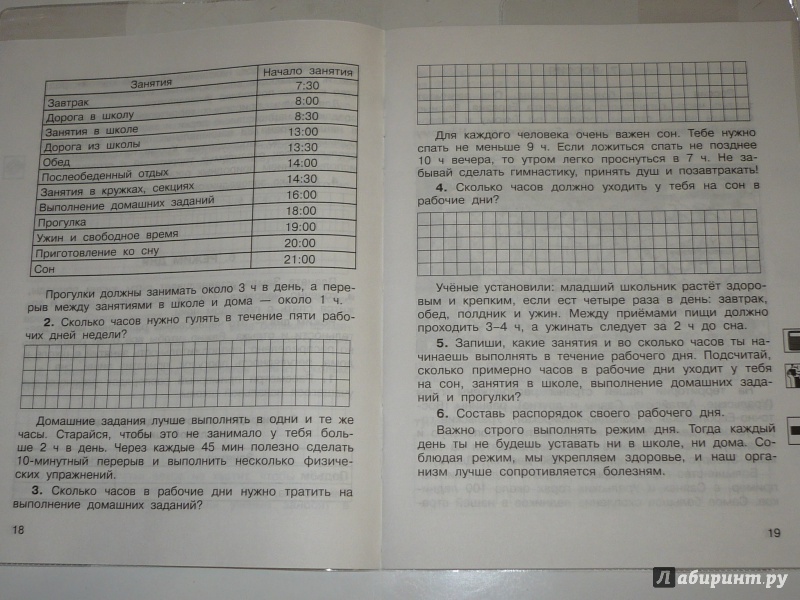 Занятия Начало занятия
Завтрак 7:30
Дорога в школу 8:00
Занятия в школе 8:30
Дорога из школы 13:00
Обед 13:30
Послеобеденный отдых 14:00
Занятия в кружках, секциях 14:30
Выполнение домашних заданий 16:00
Прогулка 18:00
Ужин и свободное время 19:00
Приготовление ко сну 20:00
Сон 21:00
Прогулки должны занимать около 3 ч в день, а пере-
рыв между занятиями в школе и дома — около 1 ч.
2. Сколько часов нужно гулять в течение пяти рабо-
чих дней недели?
Домашние задания лучше выполнять в одни и те же
часы. Старайся, чтобы это не занимало у тебя боль-
ше 2 ч в день. Через каждые 45 мин полезно сделать
10-минутный перерыв и выполнить несколько физиче-
ских упражнений.
3. Сколько часов в рабочие дни нужно тратить на
выполнение домашних заданий?
18
Для каждого человека очень важен сон. Тебе нужно
спать не меньше 9 ч. Если ложиться спать не позднее
10 ч вечера, то утром легко проснуться в 7 ч. Не за-
бывай сделать гимнастику, принять душ и позавтракать!
4. Сколько часов должно уходить у тебя на сон в
рабочие дни?
Учёные установили: младший школьник растёт здоро-
вым и крепким, если ест четыре раза в день: завтрак,
обед, полдник и ужин. Между приёмами пищи должно
проходить 3–4 ч, а ужинать следует за 2 ч до сна.
5. Запиши, какие занятия и во сколько часов ты на-
чинаешь выполнять в течение рабочего дня. Подсчитай,
сколько примерно часов в рабочие дни уходит у тебя
на сон, занятия в школе, выполнение домашних зада-
ний и прогулки?
6. Составь распорядок своего рабочего дня.
Важно строго выполнять режим дня. Тогда каждый
день ты не будешь уставать ни в школе, ни дома. Со-
блюдая режим, мы укрепляем здоровье, и наш орга-
низм лучше сопротивляется болезням.
19
Лабиринт.ру